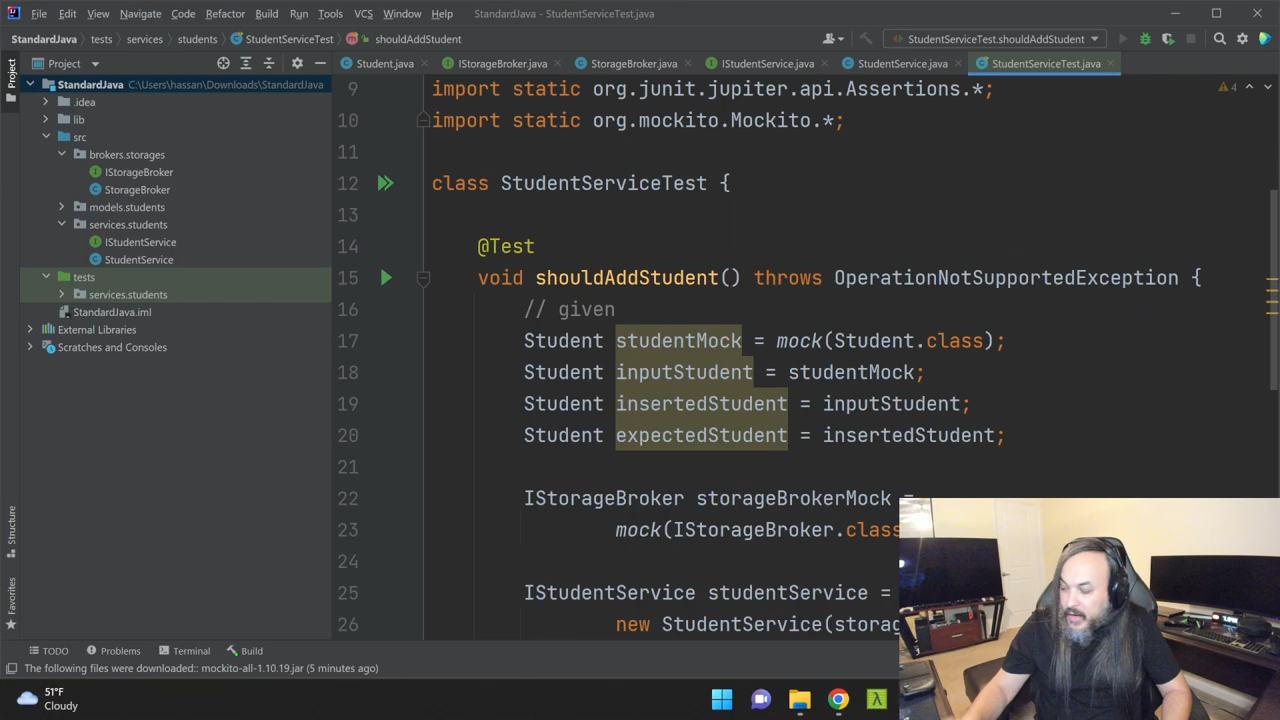 File Edit View Navigate Code Refactor Build Run Tools VCS Window Help StandardJava - StudentServiceTest.java
StandardJava tests services students StudentServiceTest shouldAddStudent StudentServiceTest.shouldAddStudent
Project
Student.java IStorageBroker.java StorageBroker.java IStudentService.java StudentService.java StudentServiceTest.java
Project
StandardJava C:\Users\hassan\Downloads\StandardJava
.idea
lib
src
brokers.storages
IStorageBroker
StorageBroker
models.students
services.students
IStudentService
StudentService
tests
services.students
StandardJava.iml
External Libraries
Scratches and Consoles
Structure
Favorites
4
9 import static org.junit.jupiter.api.Assertions.*;
10 import static org.mockito.Mockito.*;
11
12 class StudentServiceTest {
13
14 @Test
15 void shouldAddStudent() throws OperationNotSupportedException {
16 // given
17 Student studentMock = mock(Student.class);
18 Student inputStudent = studentMock;
19 Student insertedStudent = inputStudent;
20 Student expectedStudent = insertedStudent;
21
22 IStorageBroker storageBrokerMock =
23 mock(IStorageBroker.class
24
25 IStudentService studentService =
26 new StudentService(storag
TODO Problems Terminal Build
The following files were downloaded:: mockito-all-1.10.19.jar (5 minutes ago)
51°F
Cloudy